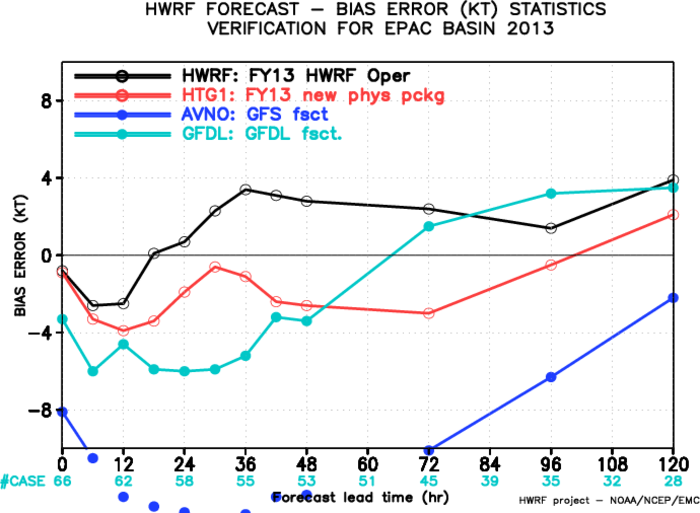 HWRF FORECAST – BIAS ERROR (KT) STATISTICS
VERIFICATION FOR EPAC BASIN 2013
HWRF: FY13 HWRF Oper
HTG1: FY13 new phys pckg
AVNO: GFS fsct
GFDL: GFDL fsct.
BIAS ERROR (KT)
8
4
0
−4
−8
0 12 24 36 48 60 72 84 96 108 120
#CASE 66 62 58 55 53 51 45 39 35 32 28
Forecast lead time (hr)
HWRF project – NOAA/NCEP/EMC